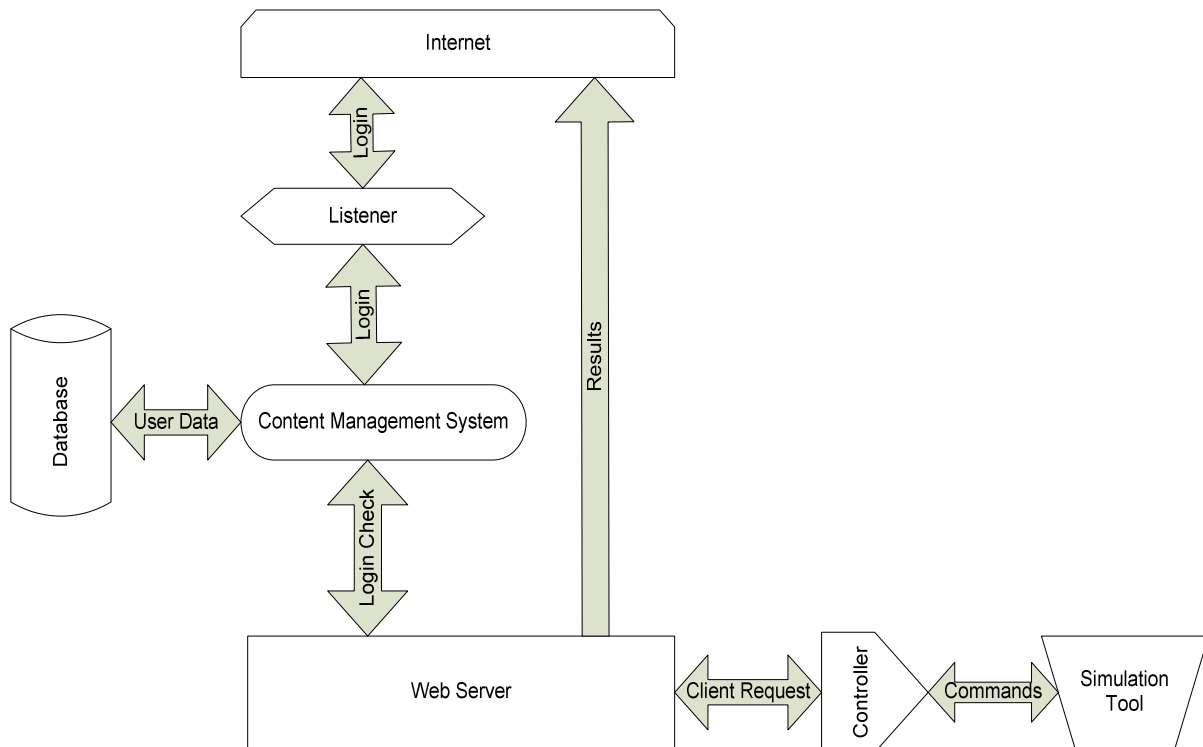 Internet
Login
Listener
Login
Results
Database
User Data
Content Management System
Login Check
Web Server
Client Request
Controller
Commands
Simulation
Tool